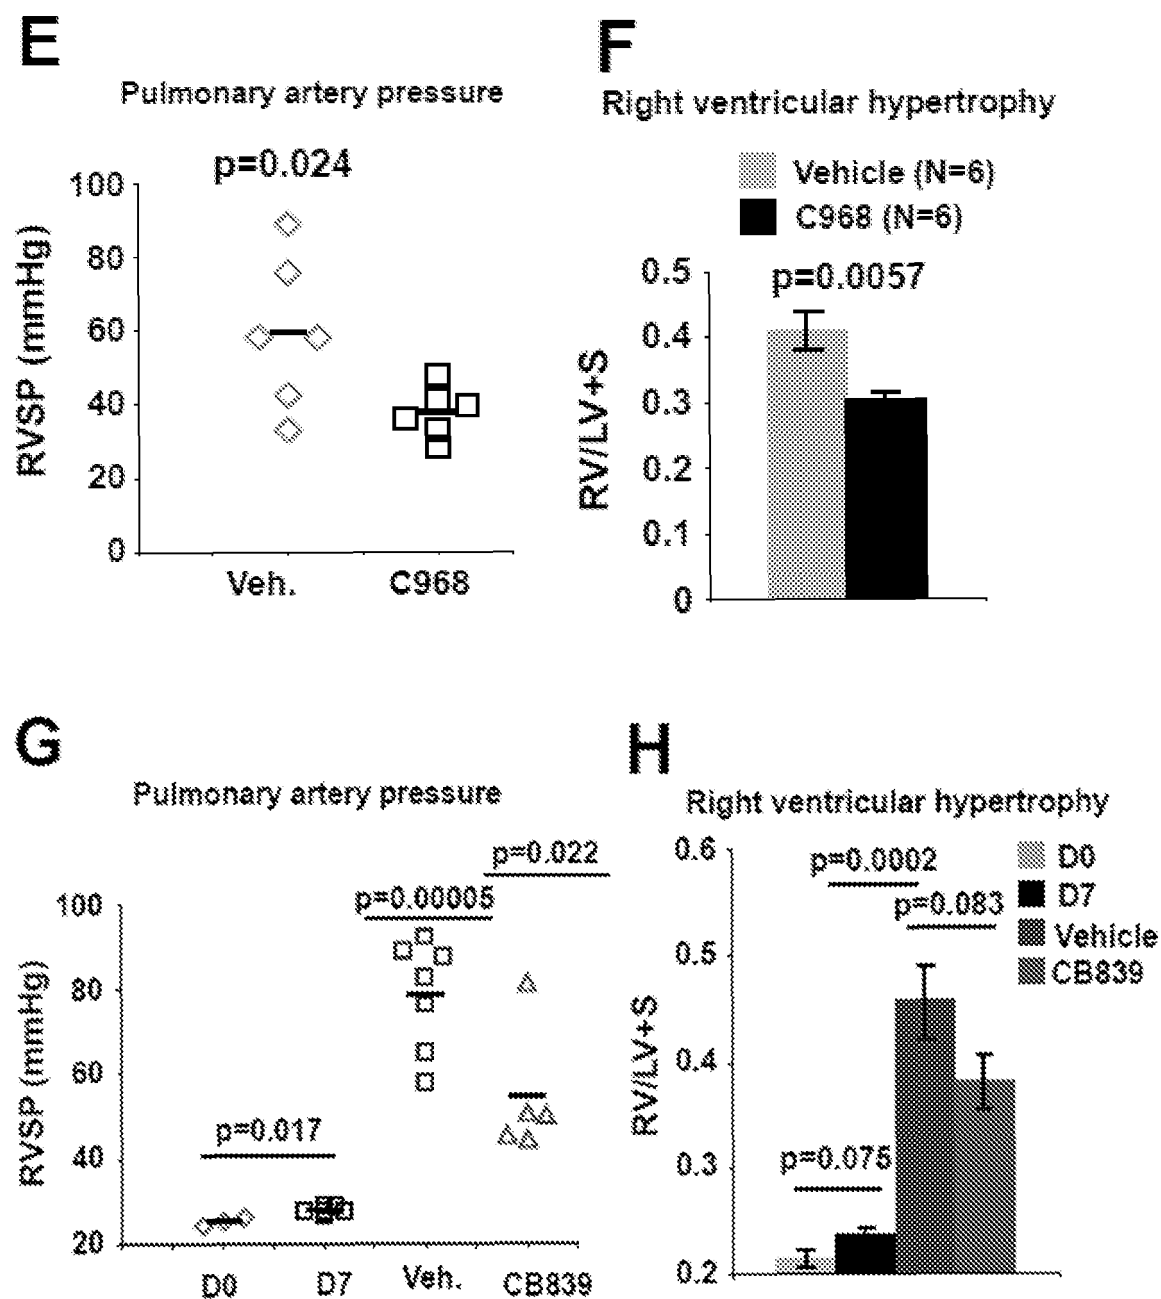 E
Pulmonary artery pressure
p=0.024
RVSP (mmHg)
100
80
60
40
20
0
Veh.
C968
F
Right ventricular hypertrophy
Vehicle (N=6)
C968 (N=6)
p=0.0057
RV/LV+S
0.5
0.4
0.3
0.2
0.1
0
G
Pulmonary artery pressure
p=0.022
p=0.00005
p=0.017
RVSP (mmHg)
100
80
60
40
20
D0
D7
Veh.
CB839
H
Right ventricular hypertrophy
D0
D7
Vehicle
CB839
p=0.0002
p=0.083
p=0.075
RV/LV+S
0.6
0.5
0.4
0.3
0.2